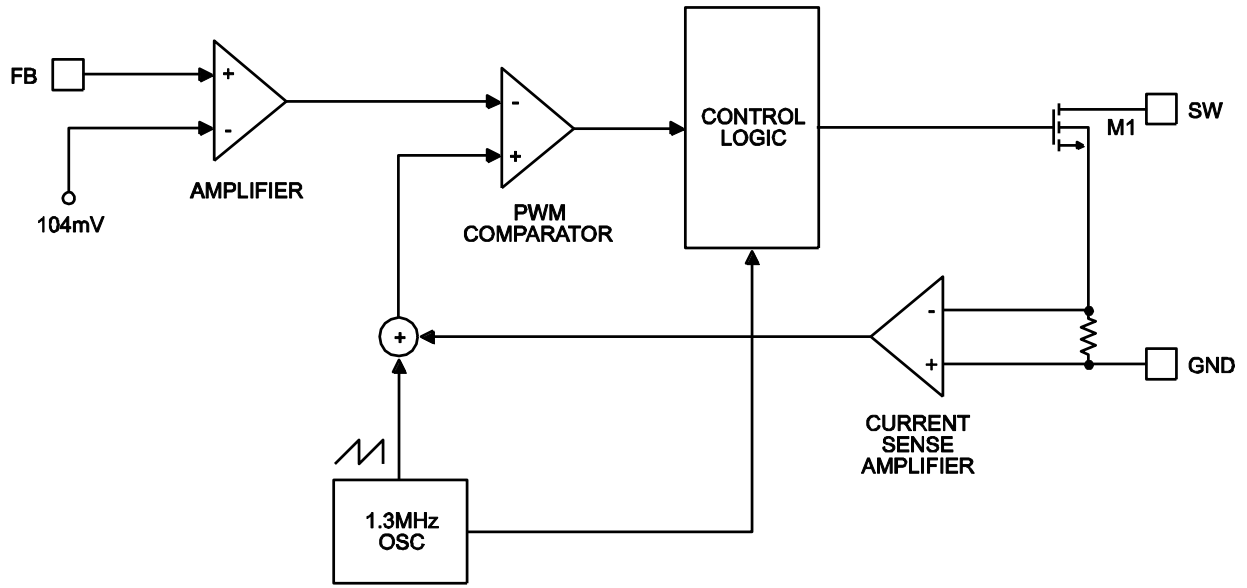 FB
+
-
AMPLIFIER
104mV
-
+
PWM
COMPARATOR
CONTROL
LOGIC
M1
SW
+
-
+
GND
CURRENT
SENSE
AMPLIFIER
1.3MHz
OSC